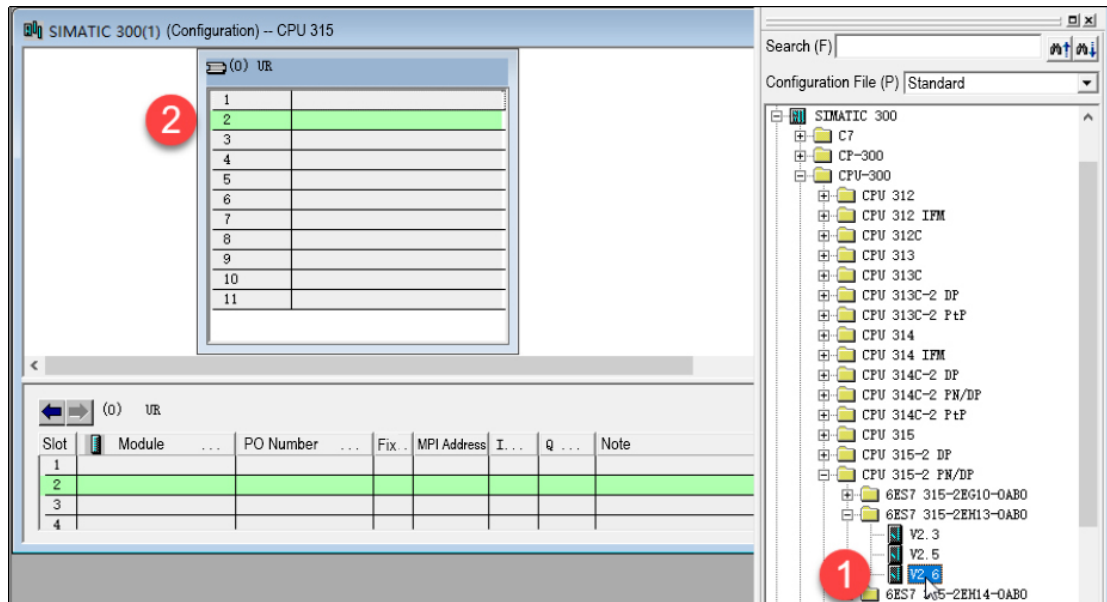 SIMATIC 300(1) (Configuration) -- CPU 315
(0) UR
1
2
3
4
5
6
7
8
9
10
11
2
(0) UR
Slot Module ... PO Number ... Fix.. MPI Address I... Q ... Note
1
2
3
4
Search (F)
Configuration File (P) Standard
SIMATIC 300
C7
CP-300
CPU-300
CPU 312
CPU 312 IFM
CPU 312C
CPU 313
CPU 313C
CPU 313C-2 DP
CPU 313C-2 PtP
CPU 314
CPU 314 IFM
CPU 314C-2 DP
CPU 314C-2 PN/DP
CPU 314C-2 PtP
CPU 315
CPU 315-2 DP
CPU 315-2 PN/DP
6ES7 315-2EG10-0AB0
6ES7 315-2EH13-0AB0
V2.3
V2.5
V2.6
1
6ES7 315-2EH14-0AB0